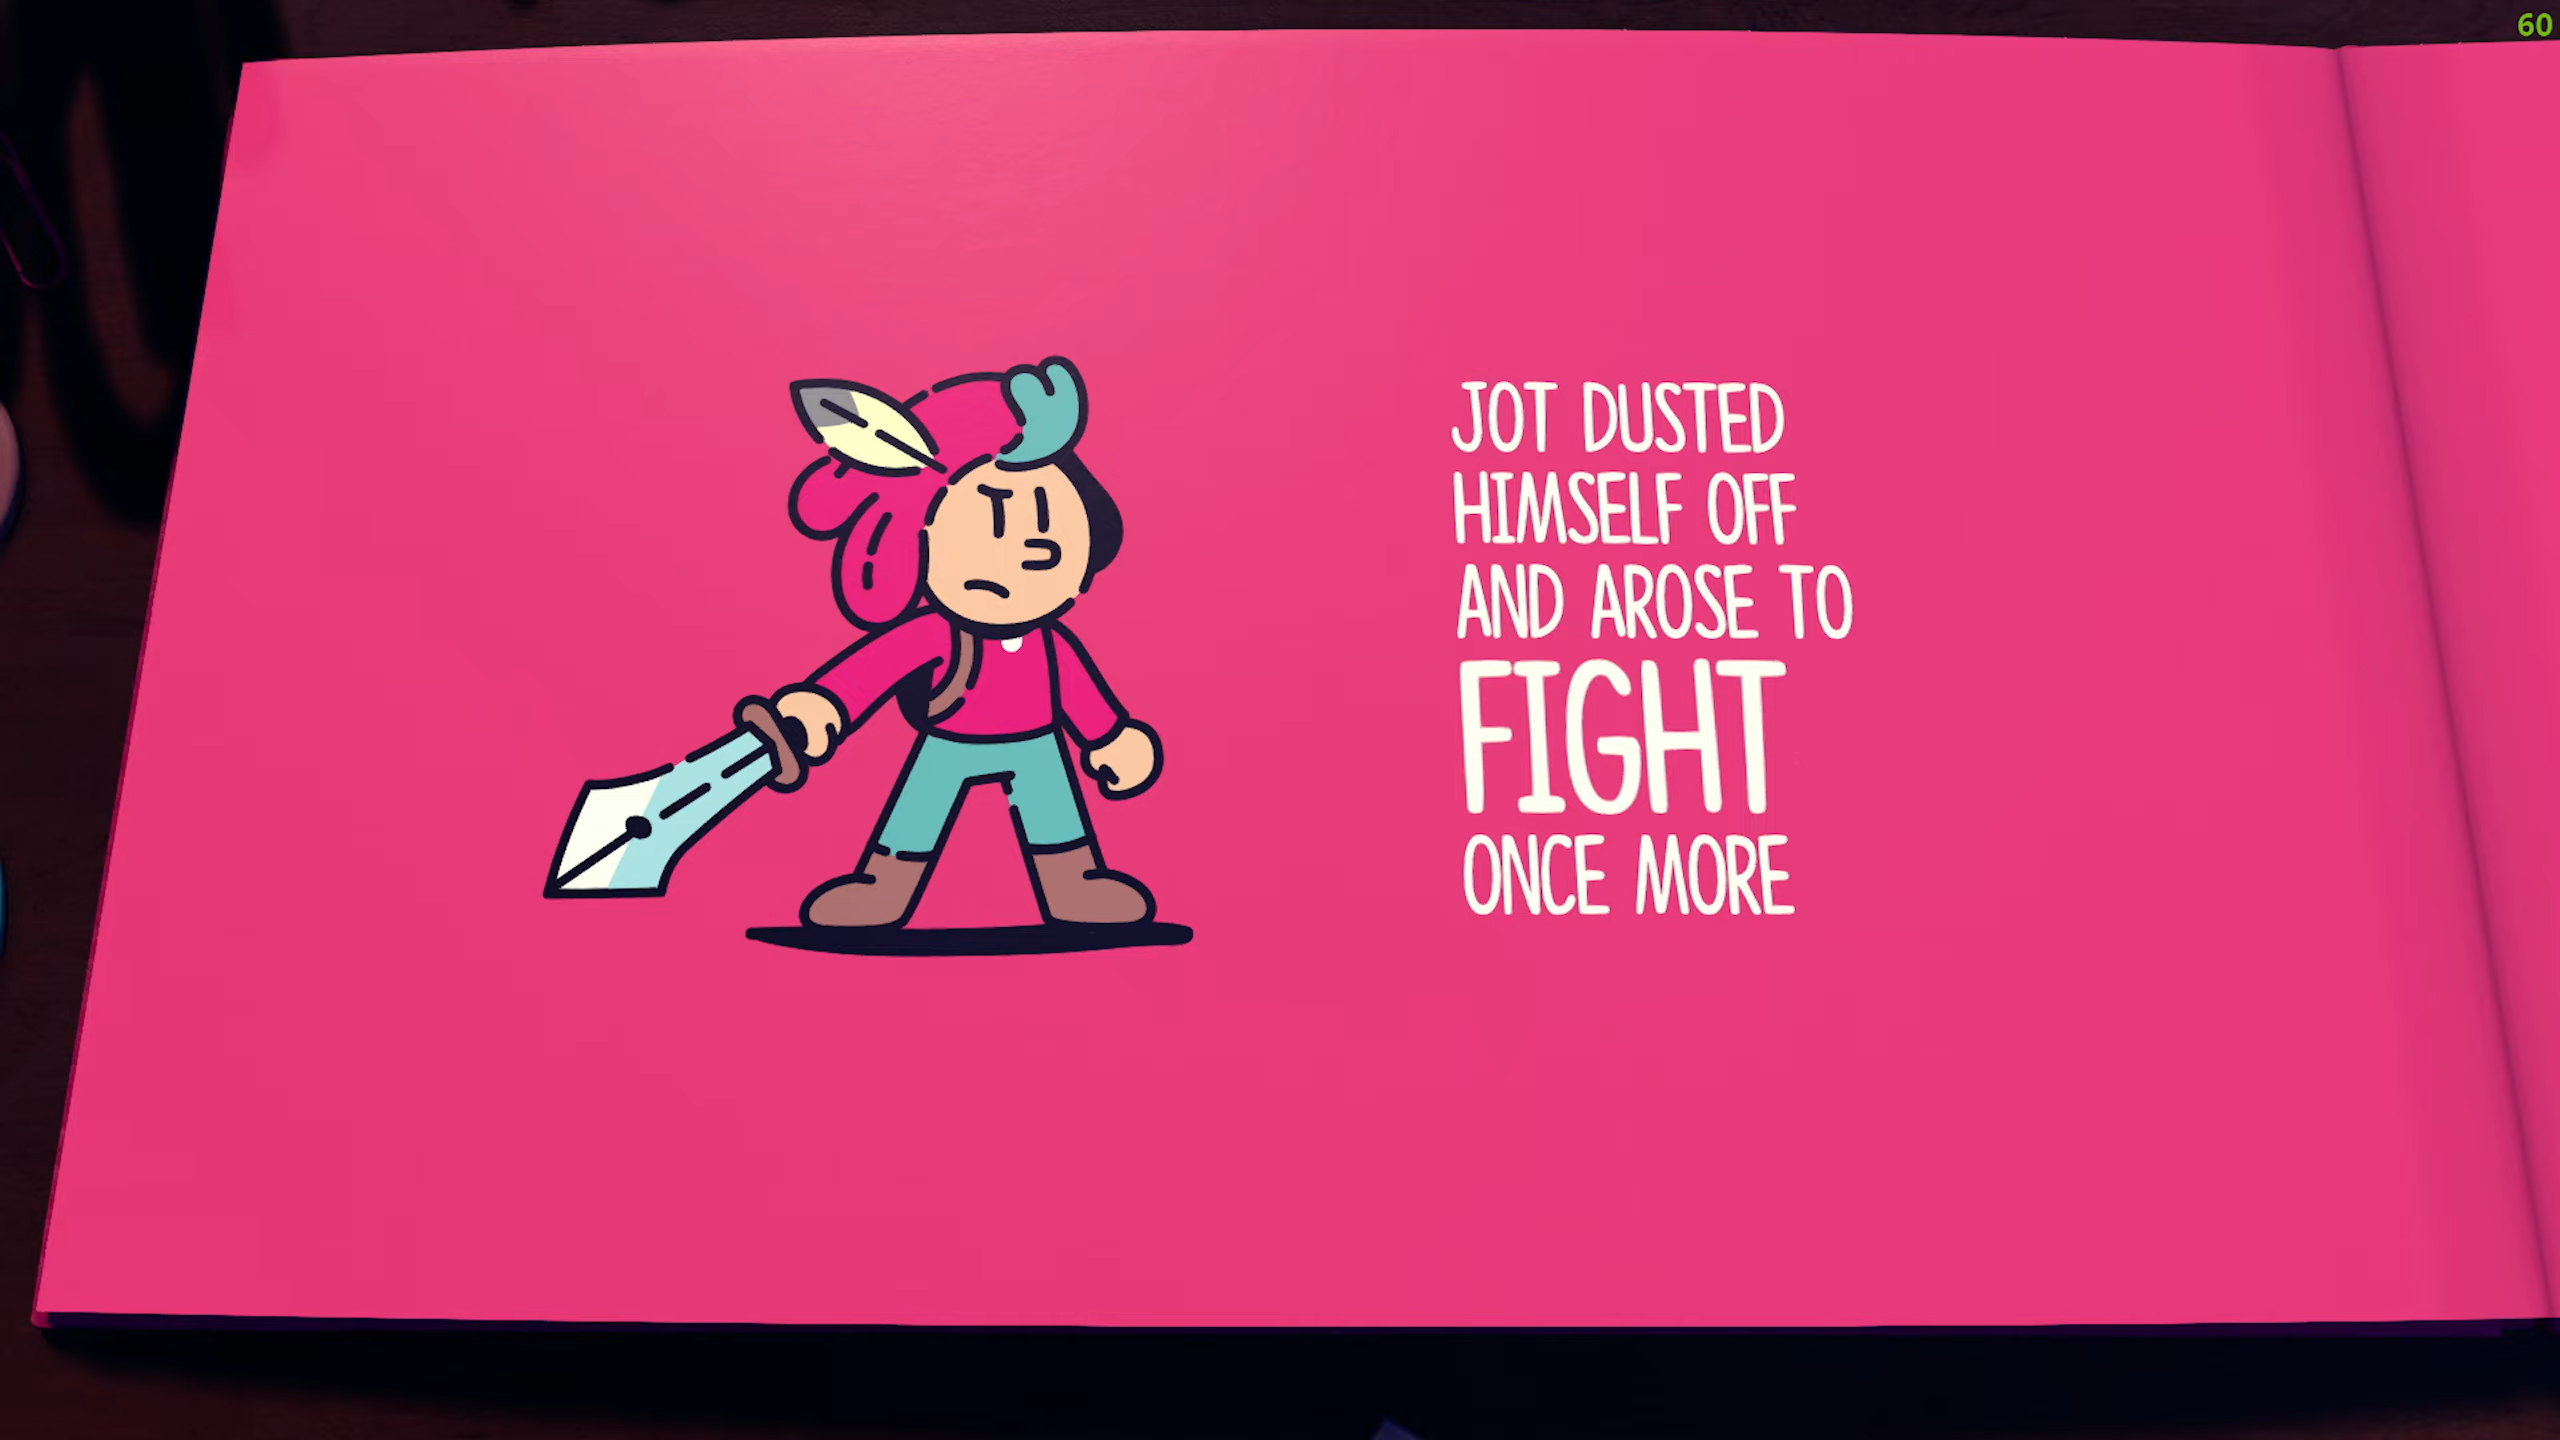 60
JOT DUSTED
HIMSELF OFF
AND AROSE TO
FIGHT
ONCE MORE